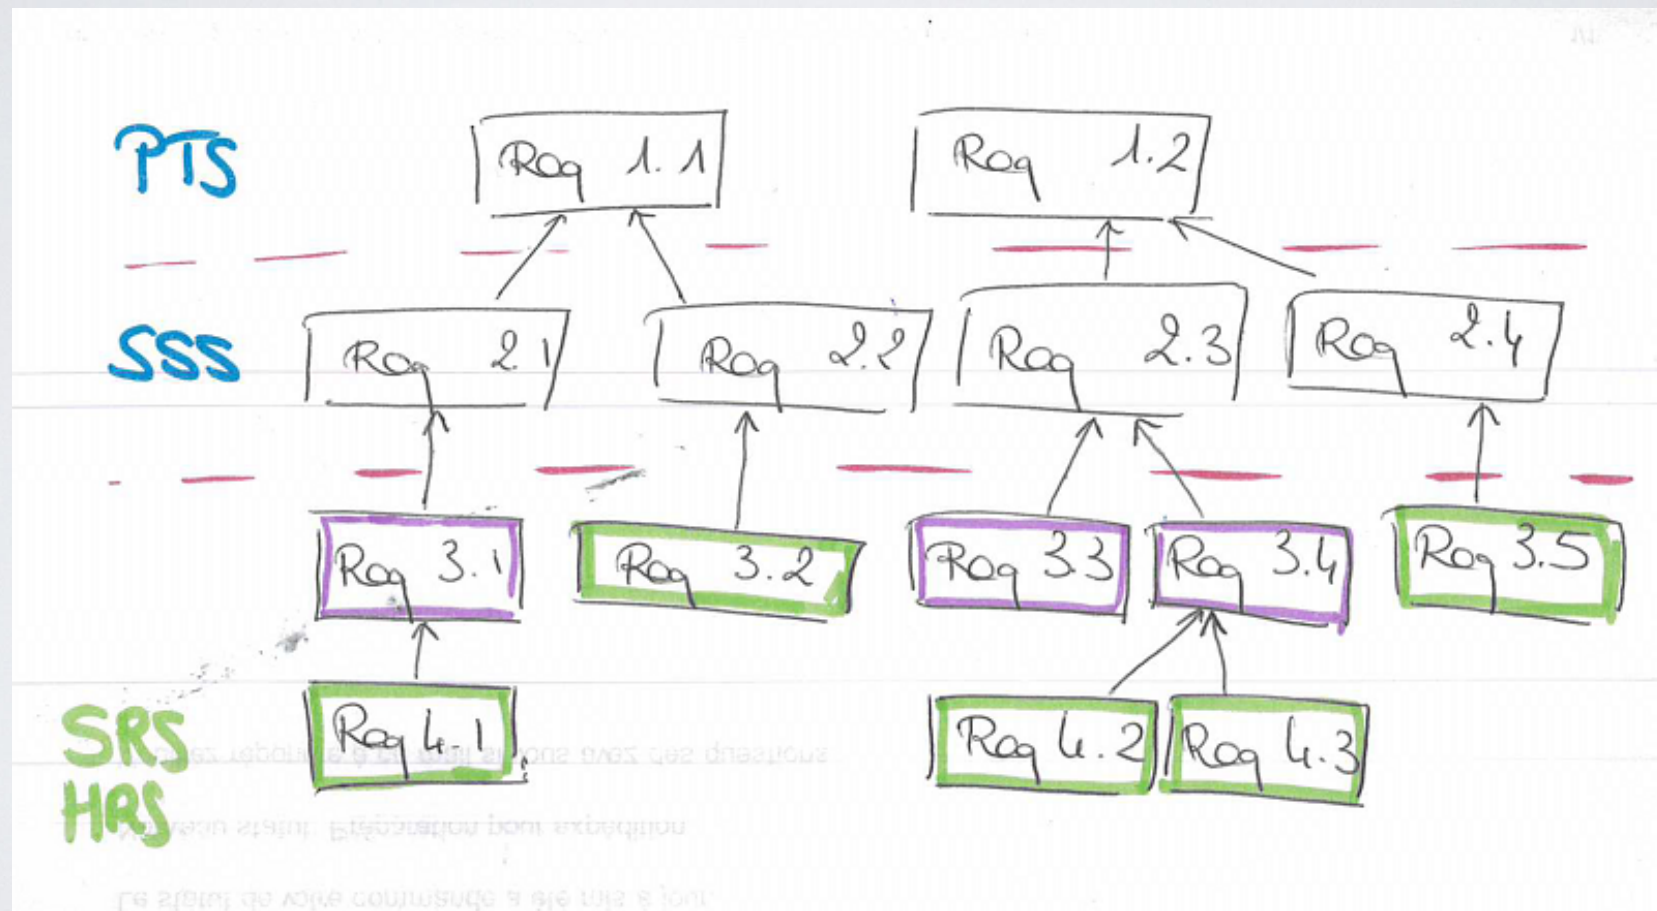 PTS
Req 1.1
Req 1.2
SSS
Req 2.1
Req 2.2
Req 2.3
Req 2.4
Req 3.1
Req 3.2
Req 3.3
Req 3.4
Req 3.5
SRS
HRS
Req 4.1
Req 4.2
Req 4.3